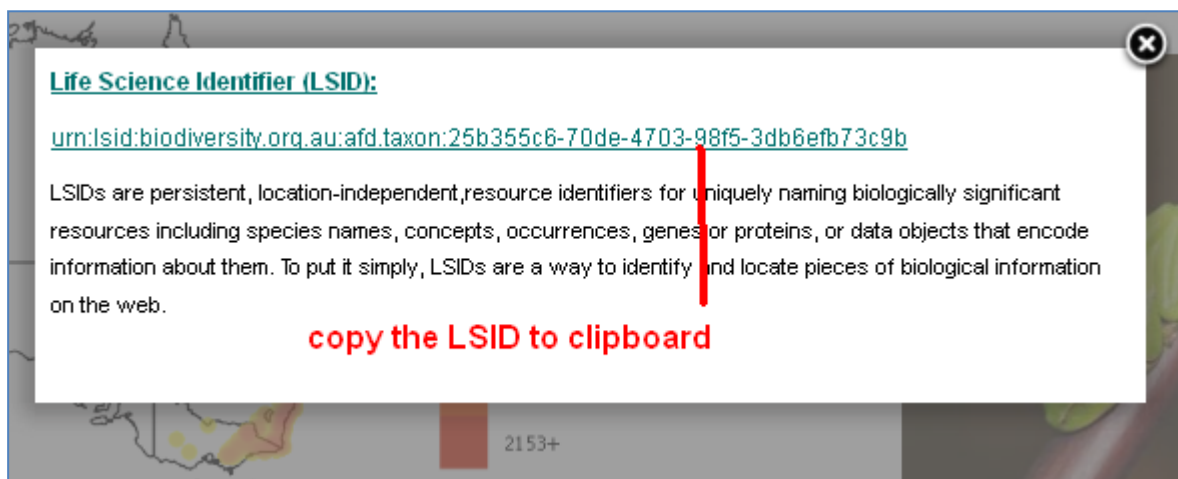 Life Science Identifier (LSID):
urn:lsid:biodiversity.org.au:afd.taxon:25b355c6-70de-4703-98f5-3db6efb73c9b
LSIDs are persistent, location-independent,resource identifiers for uniquely naming biologically significant
resources including species names, concepts, occurrences, genes or proteins, or data objects that encode
information about them. To put it simply, LSIDs are a way to identify and locate pieces of biological information
on the web.
copy the LSID to clipboard
2153+